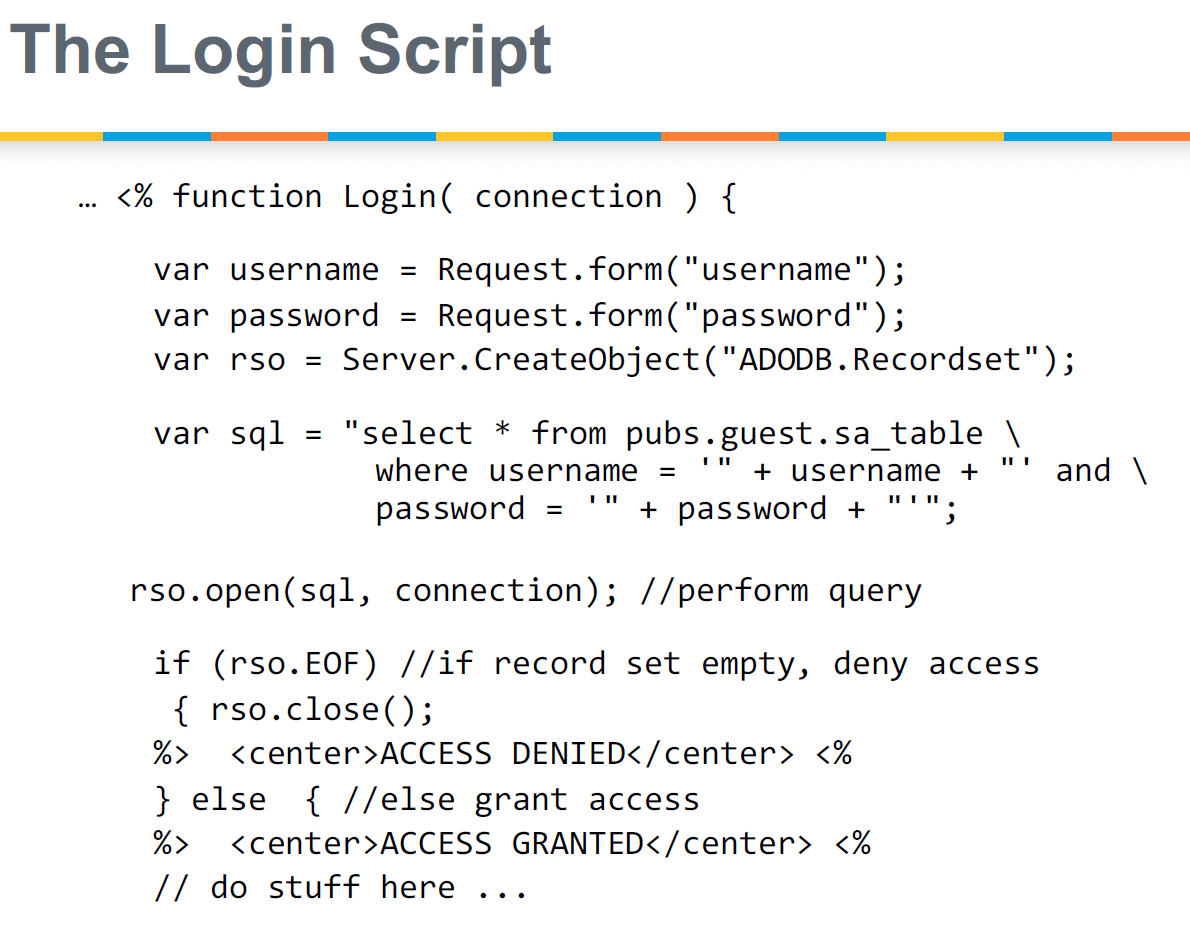 The Login Script
… <% function Login( connection ) {
var username = Request.form("username");
var password = Request.form("password");
var rso = Server.CreateObject("ADODB.Recordset");
var sql = "select * from pubs.guest.sa_table \
where username = '" + username + "' and \
password = '" + password + "'";
rso.open(sql, connection); //perform query
if (rso.EOF) //if record set empty, deny access
{ rso.close();
%> <center>ACCESS DENIED</center> <%
} else { //else grant access
%> <center>ACCESS GRANTED</center> <%
// do stuff here ...